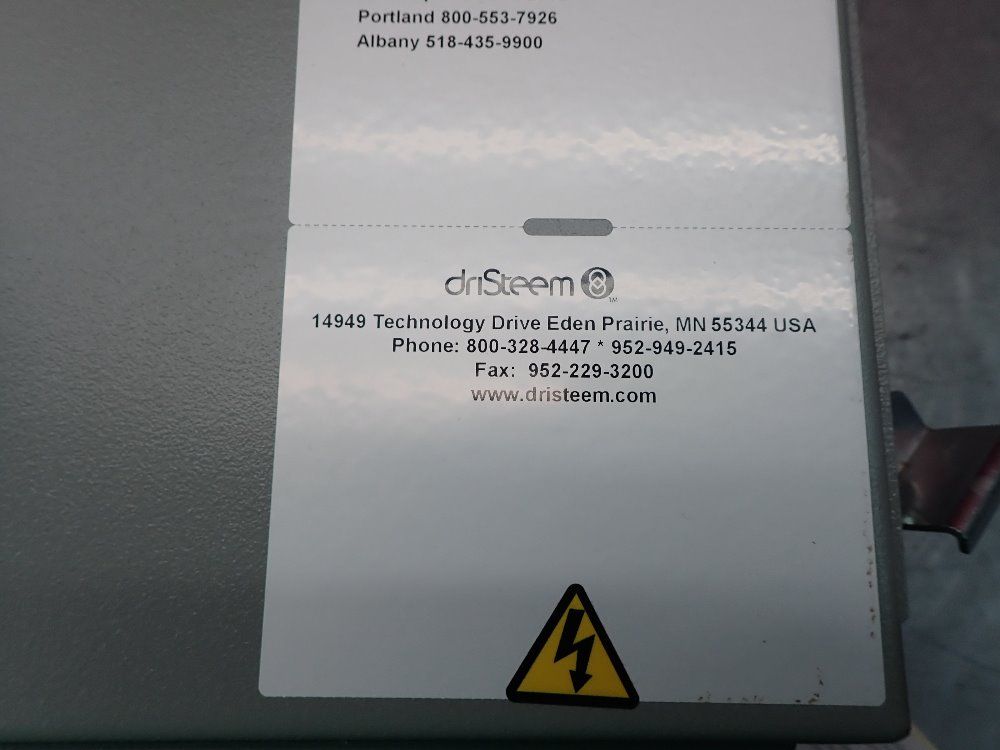 Portland 800-553-7926
Albany 518-435-9900
driSteem
TM
14949 Technology Drive Eden Prairie, MN 55344 USA
Phone: 800-328-4447 * 952-949-2415
Fax: 952-229-3200
www.dristeem.com